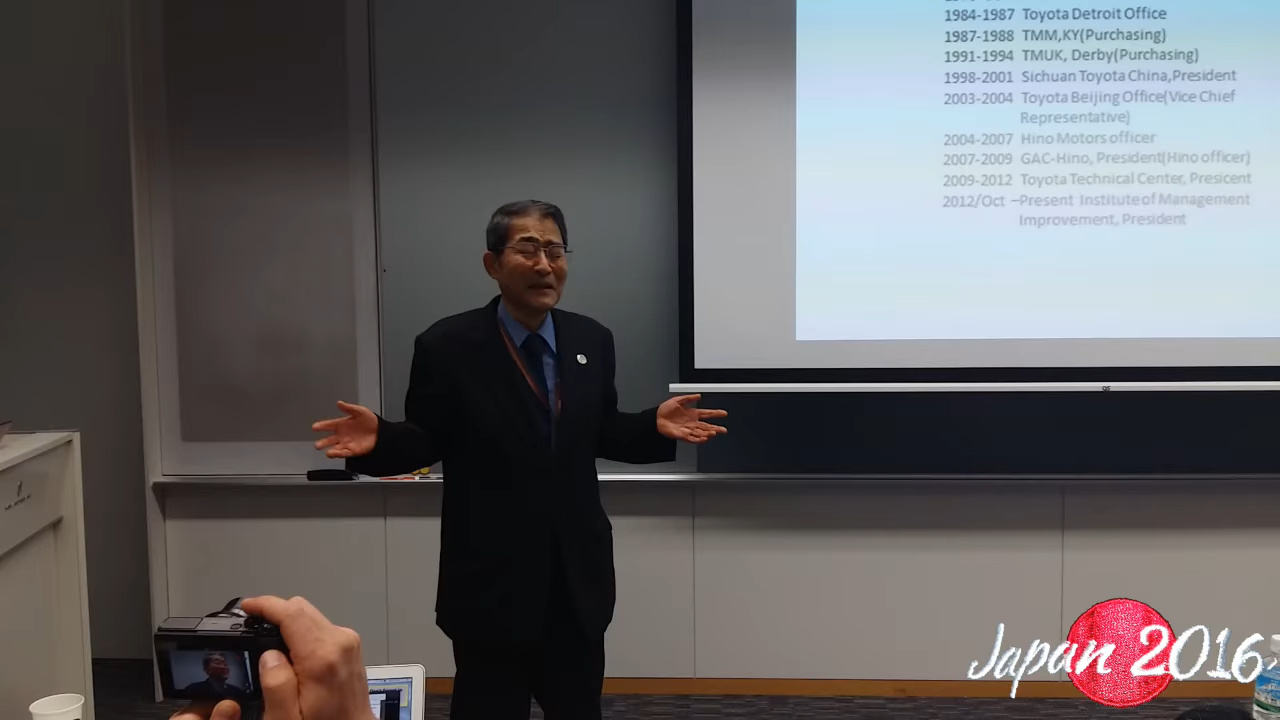 1984-1987 Toyota Detroit Office
1987-1988 TMM,KY(Purchasing)
1991-1994 TMUK, Derby(Purchasing)
1998-2001 Sichuan Toyota China,President
2003-2004 Toyota Beijing Office(Vice Chief
Representative)
2004-2007 Hino Motors officer
2007-2009 GAC-Hino, President(Hino officer)
2009-2012 Toyota Technical Center, Presicent
2012/Oct –Present Institute of Management
Improvement, President
Japan 2016